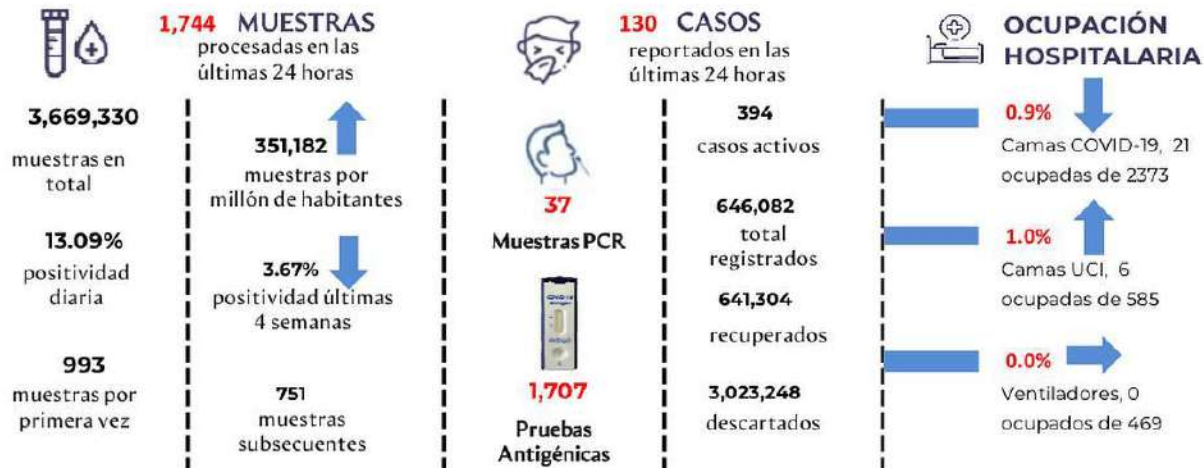 1,744 MUESTRAS
procesadas en las
últimas 24 horas
3,669,330
muestras en
total
13.09%
positividad
diaria
993
muestras por
primera vez
351,182
muestras por
millón de habitantes
3.67%
positividad últimas
4 semanas
751
muestras
subsecuentes
130 CASOS
reportados en las
últimas 24 horas
37
Muestras PCR
1,707
Pruebas
Antigénicas
394
casos activos
646,082
total
registrados
641,304
recuperados
3,023,248
descartados
OCUPACIÓN
HOSPITALARIA
0.9%
Camas COVID-19, 21
ocupadas de 2373
1.0%
Camas UCI, 6
ocupadas de 585
0.0%
Ventiladores, 0
ocupados de 469